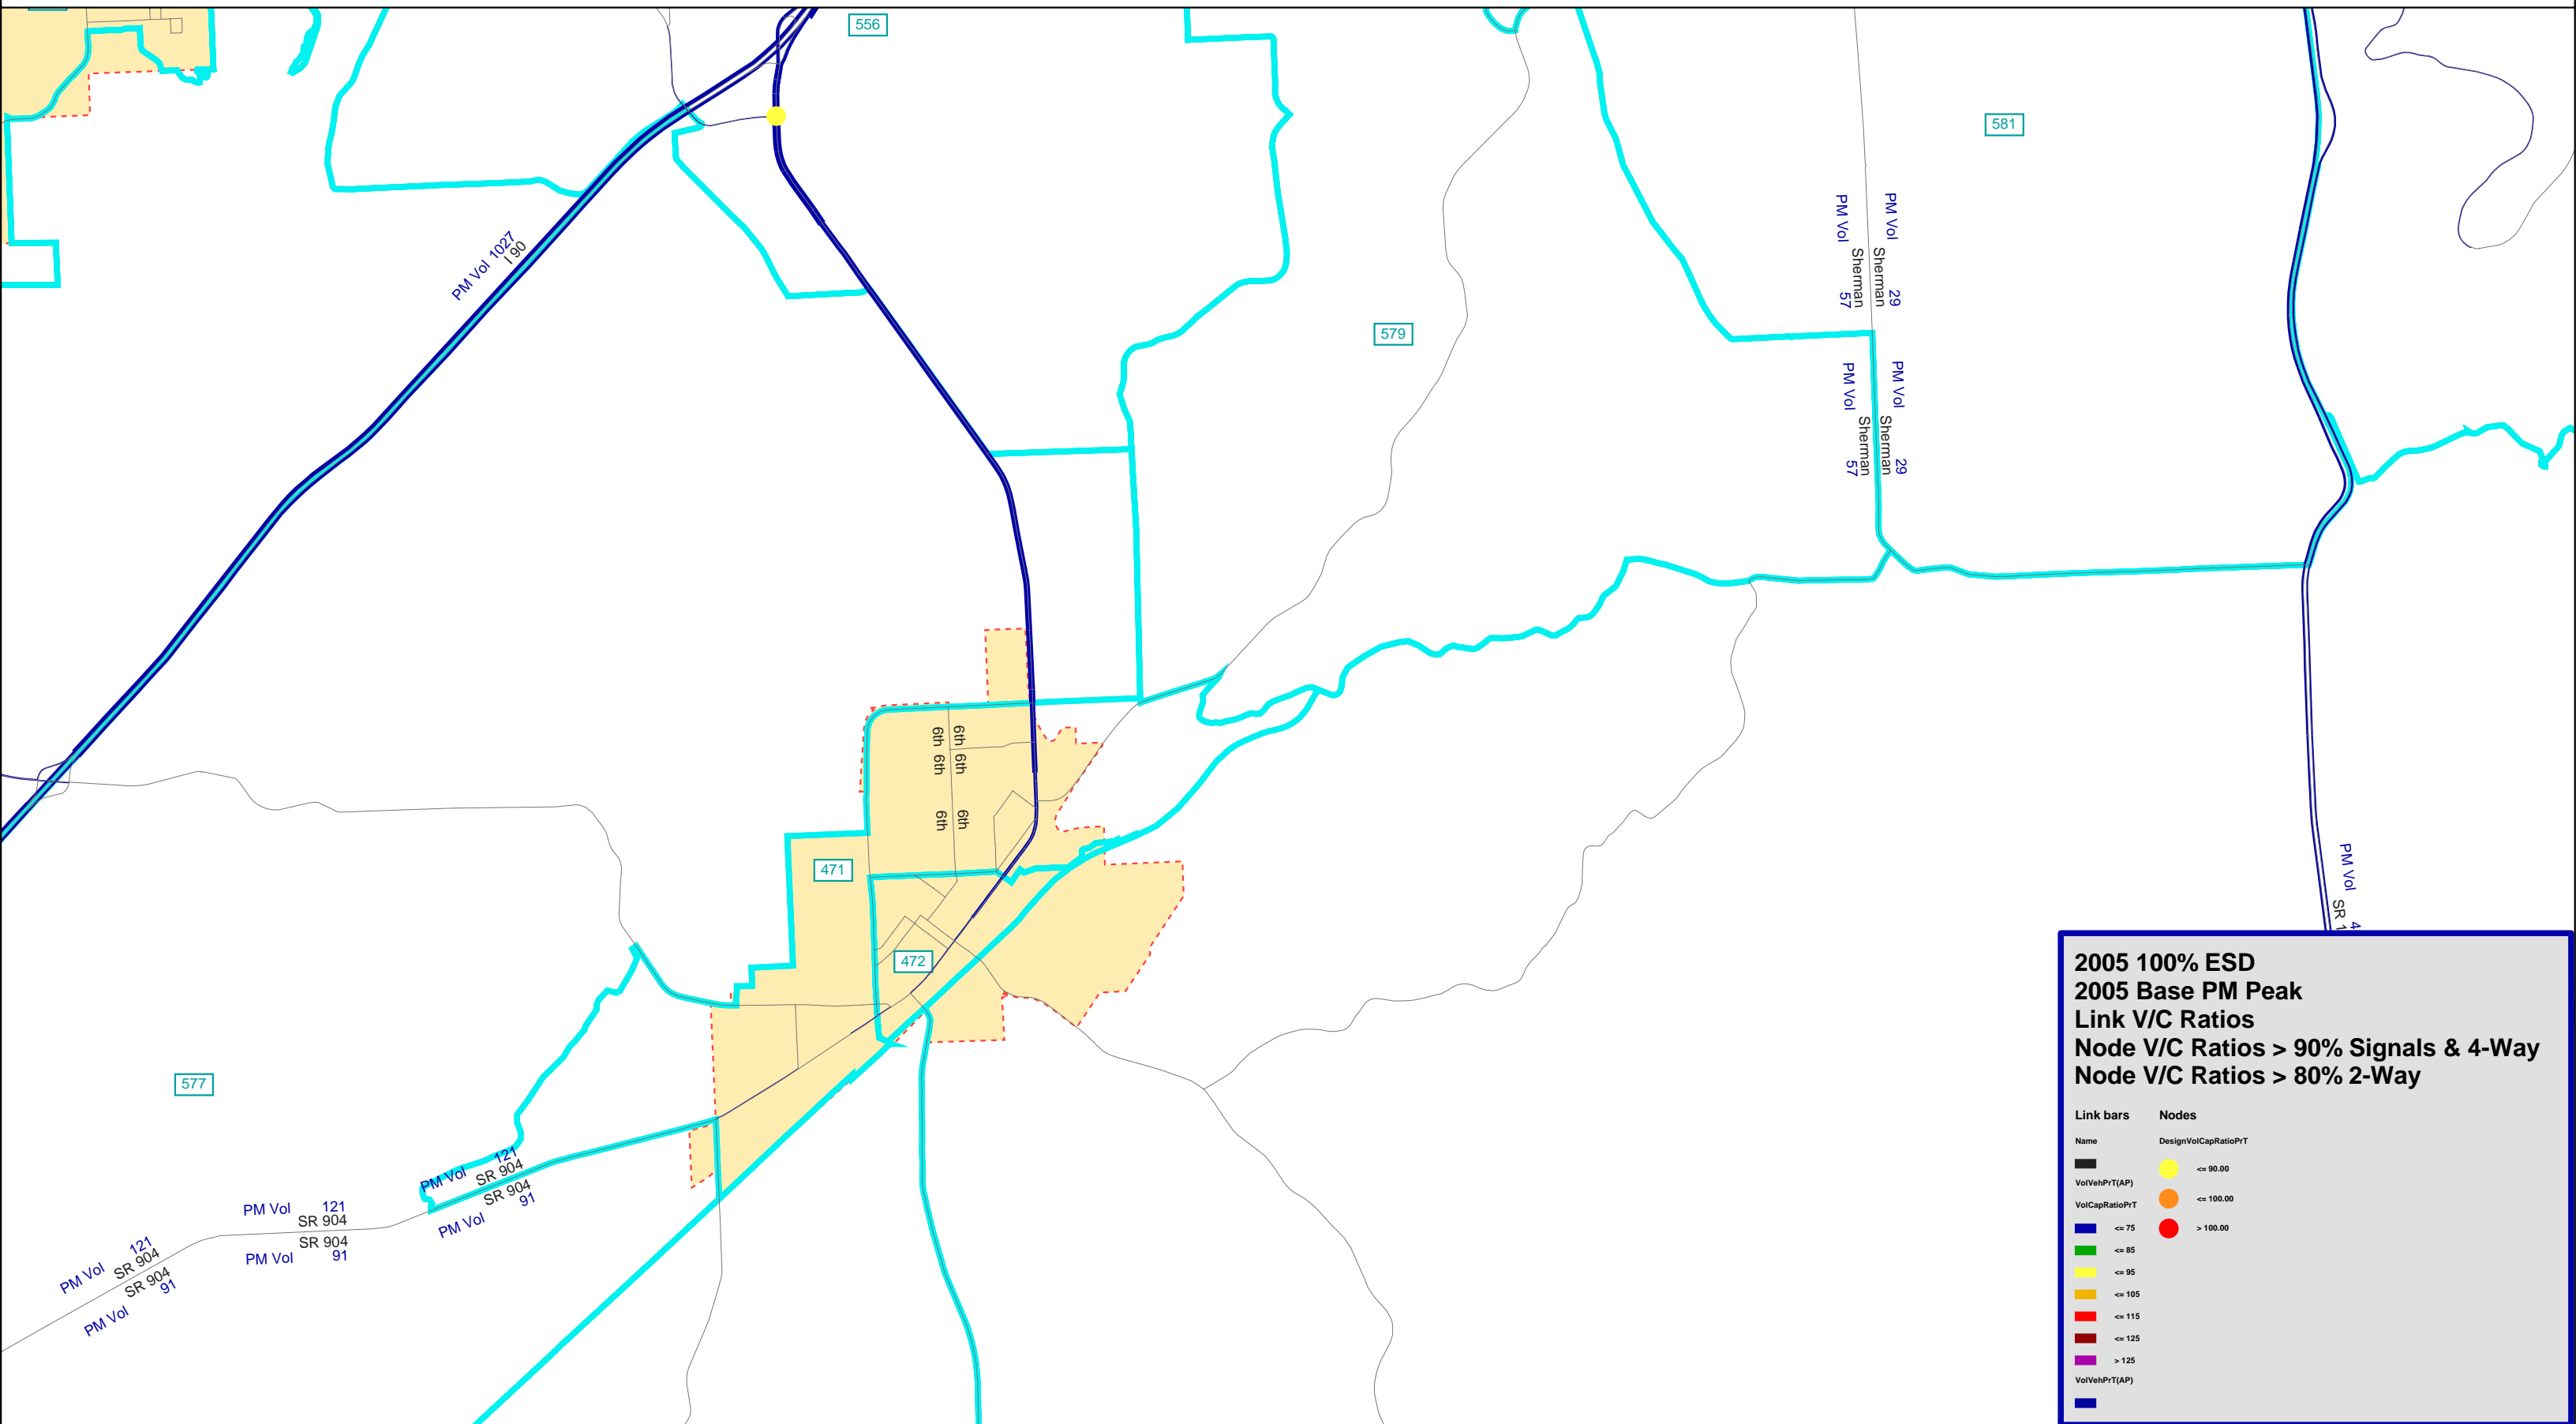 556
581
PM Vol 1027
I 90
PM Vol 57
Sherman
Sherman
PM Vol 29
579
PM Vol 57
Sherman
Sherman
PM Vol 29
6th 6th
6th 6th
6th 6th
471
472
577
PM Vol 121
SR 904
SR 904
PM Vol 91
PM Vol 121
SR 904
SR 904
PM Vol 91
PM Vol 121
SR 904
SR 904
PM Vol 91
PM Vol 4
SR 1
2005 100% ESD
2005 Base PM Peak
Link V/C Ratios
Node V/C Ratios > 90% Signals & 4-Way
Node V/C Ratios > 80% 2-Way
Link bars
Name
VolVehPrT(AP)
VolCapRatioPrT
<= 75
<= 85
<= 95
<= 105
<= 115
<= 125
> 125
VolVehPrT(AP)
Nodes
DesignVolCapRatioPrT
<= 90.00
<= 100.00
> 100.00